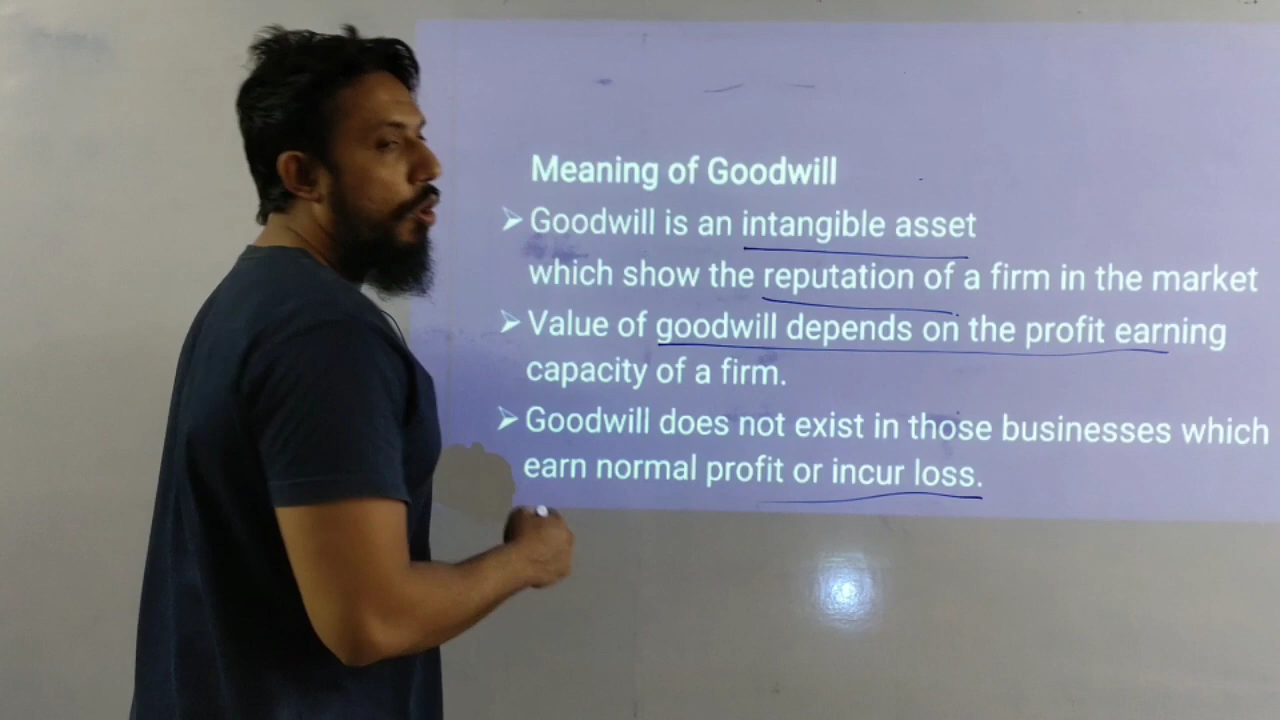 Meaning of Goodwill
➢ Goodwill is an intangible asset
which show the reputation of a firm in the market
➢ Value of goodwill depends on the profit earning
capacity of a firm.
➢ Goodwill does not exist in those businesses which
earn normal profit or incur loss.